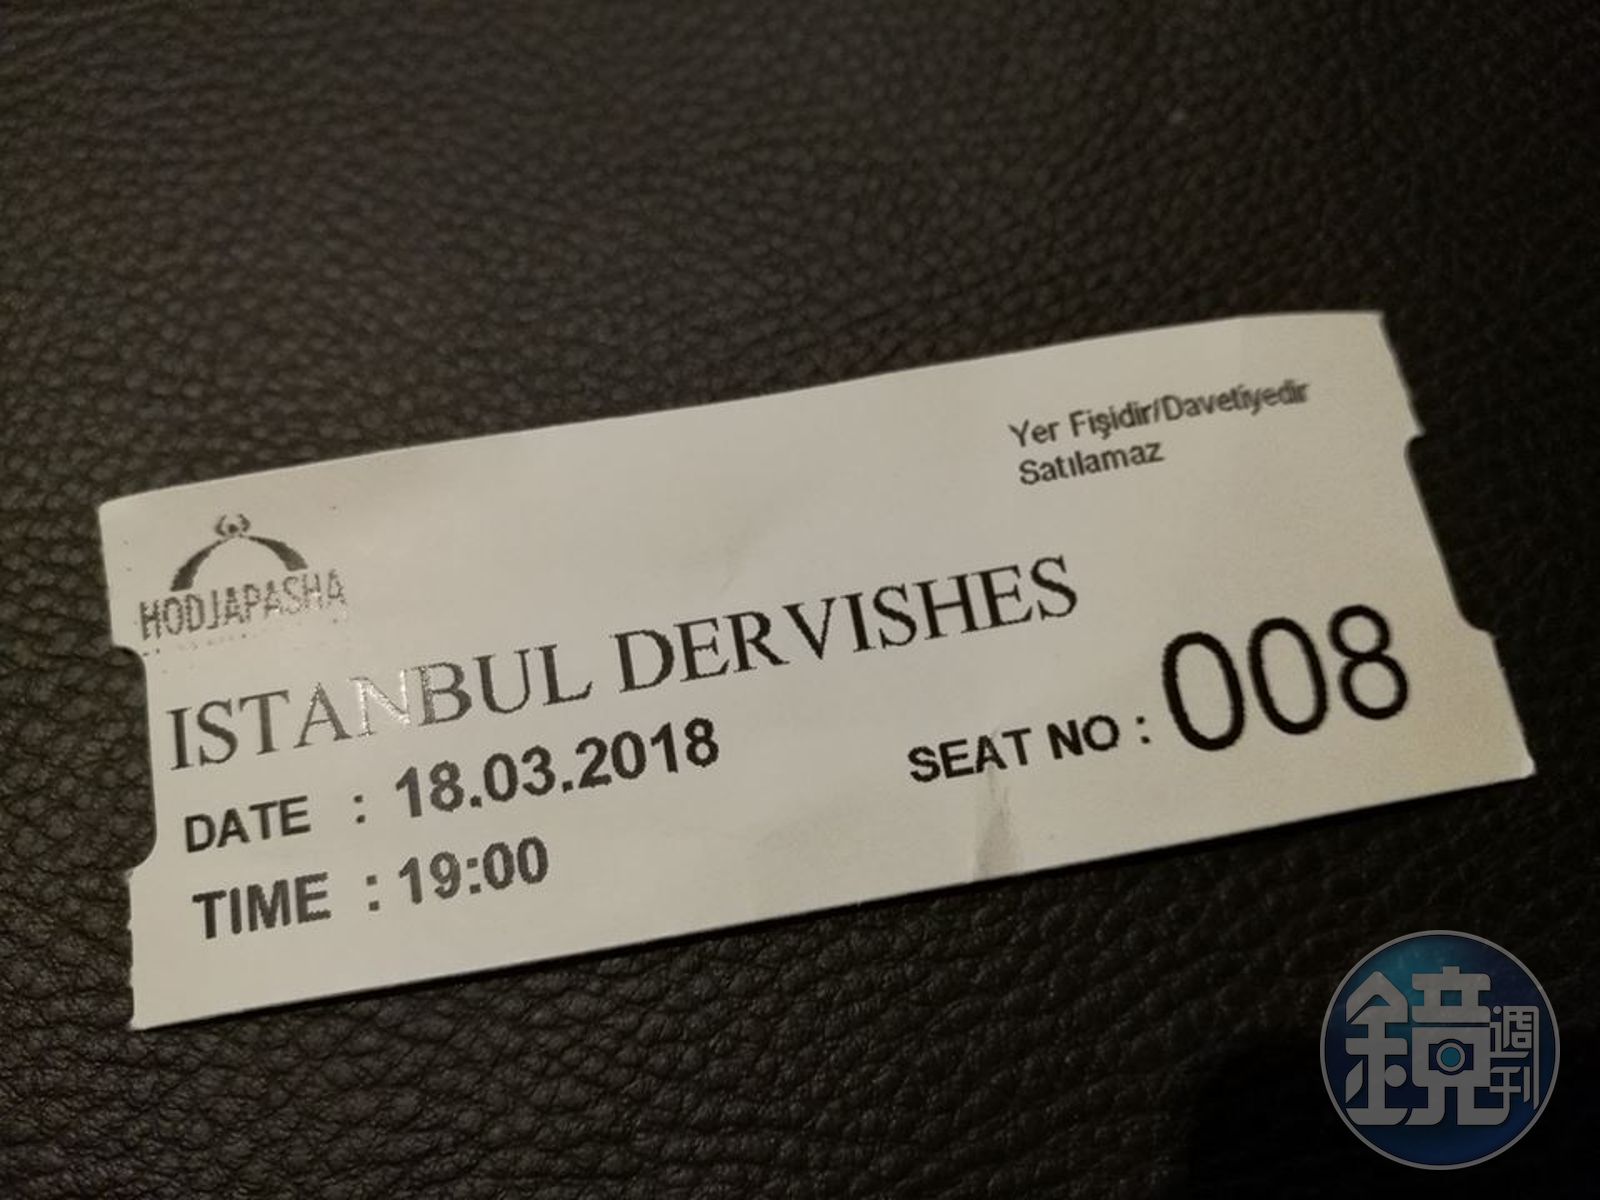 Yer Fişidir/Davetiyedir
Satılamaz
HODJAPASHA
ISTANBUL DERVISHES
DATE : 18.03.2018
SEAT NO : 008
TIME : 19:00
鏡週刊